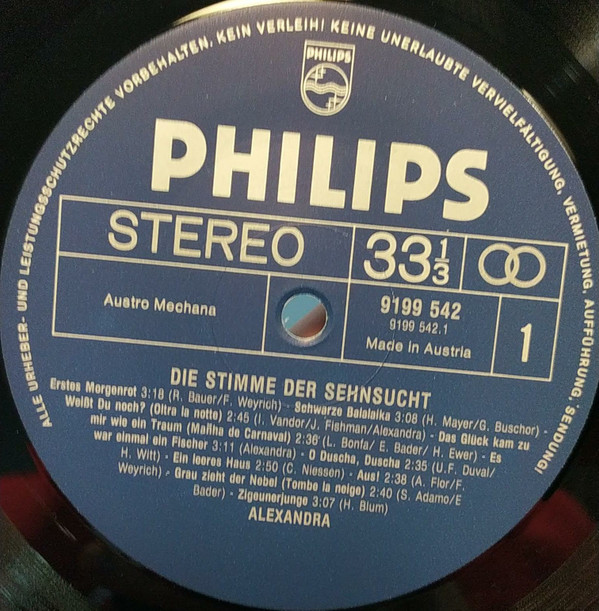 ALLE URHEBER- UND LEISTUNGSSCHUTZRECHTE VORBEHALTEN. KEIN VERLEIH! KEINE UNERLAUBTE VERVIELFÄLTIGUNG, VERMIETUNG, AUFFÜHRUNG, SENDUNG!
PHILIPS
PHILIPS
STEREO
33 1/3
Austro Mechana
9199 542
9199 542.1
Made in Austria
1
DIE STIMME DER SEHNSUCHT
Erstes Morgenrot 3:18 (R. Bauer/F. Weyrich) - Schwarze Balalaika 3:08 (H. Mayer/G. Buschor) -
Weißt Du noch? (Oltre la notte) 2:45 (I. Vandor/J. Fishman/Alexandra) - Das Glück kam zu
mir wie ein Traum (Mañha de Carnaval) 2:36 (L. Bonfa/ E. Bader/ H. Ewer) - Es
war einmal ein Fischer 3:11 (Alexandra) - O Duscha, Duscha 2:35 (U.F. Duval/
H. Witt) - Ein leeres Haus 2:50 (C. Niessen) - Aus! 2:38 (A. Flor/F.
Weyrich) - Grau zieht der Nebel (Tombe la neige) 2:40 (S. Adamo/E
Bader) - Zigeunerjunge 3:07 (H. Blum)
ALEXANDRA